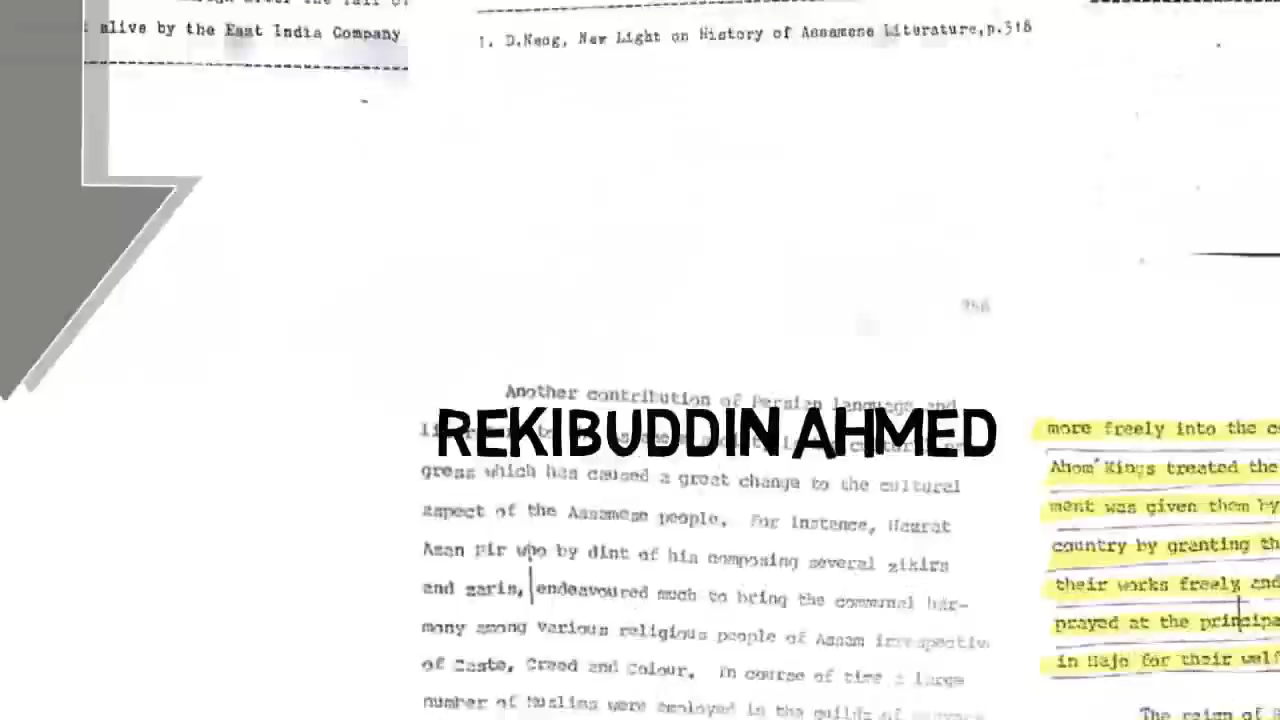 alive by the East India Company
1. D.Neog, New Light on History of Assamese Literature,p.318
Another contribution of Persian language and
REKIBUDDIN AHMED
gress which has caused a great change to the cultural
aspect of the Assamese people. For instance, Hazrat
Azan Pir who by dint of his composing several zikirs
and zaris, endeavoured much to bring the communal har-
mony among various religious people of Assam irrespective
of Caste, Creed and Colour. In course of time a large
number of Muslims were employed in the guilds of
more freely into the
Ahom Kings treated the
ment was given them by
country by granting th
their works freely and
prayed at the principa
in Hajo for their welf
The reign of